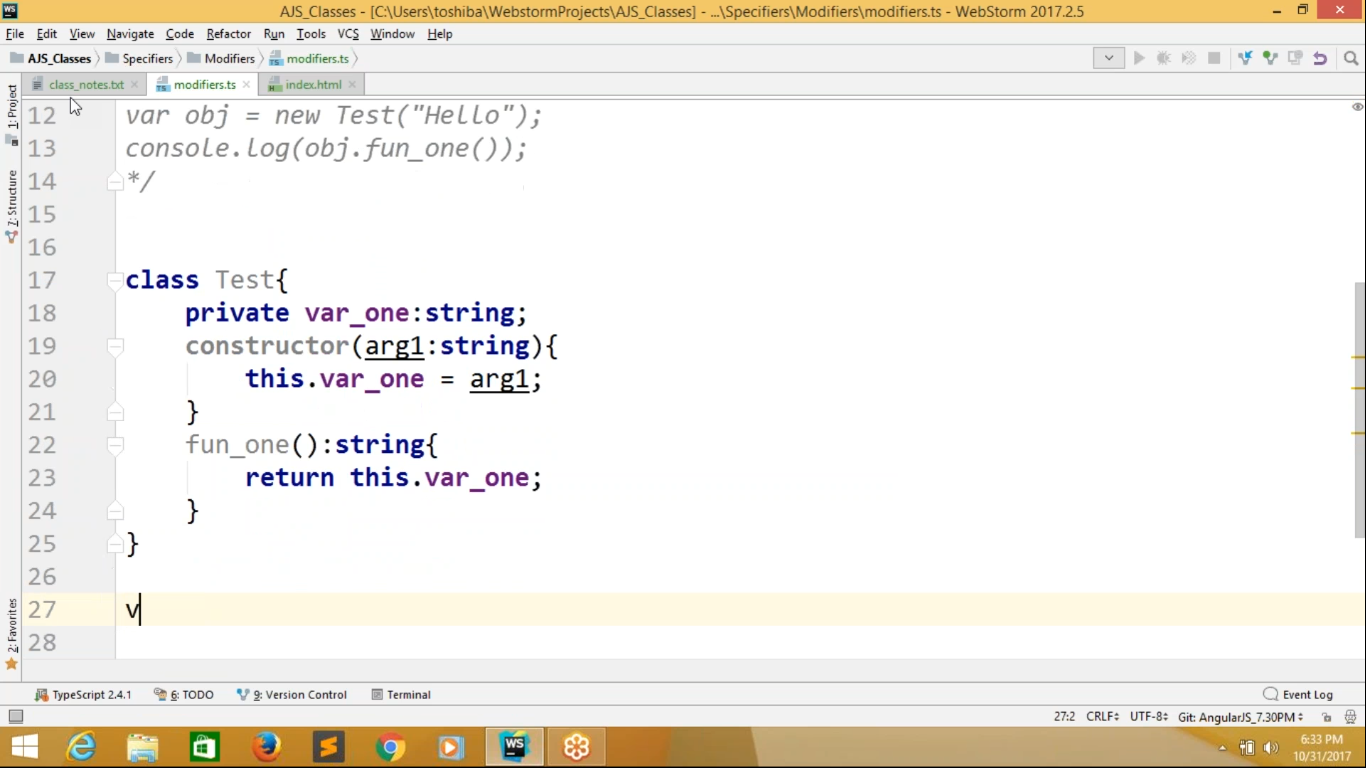 AJS_Classes - [C:\Users\toshiba\WebstormProjects\AJS_Classes] - ...\Specifiers\Modifiers\modifiers.ts - WebStorm 2017.2.5
File Edit View Navigate Code Refactor Run Tools VCS Window Help
AJS_Classes Specifiers Modifiers modifiers.ts
class_notes.txt modifiers.ts index.html
1: Project
7: Structure
2: Favorites
12 var obj = new Test("Hello");
13 console.log(obj.fun_one());
14 */
15
16
17 class Test{
18 private var_one:string;
19 constructor(arg1:string){
20 this.var_one = arg1;
21 }
22 fun_one():string{
23 return this.var_one;
24 }
25 }
26
27 v
28
TypeScript 2.4.1 6: TODO 9: Version Control Terminal Event Log
27:2 CRLF UTF-8 Git: AngularJS_7.30PM
WS
6:33 PM
10/31/2017